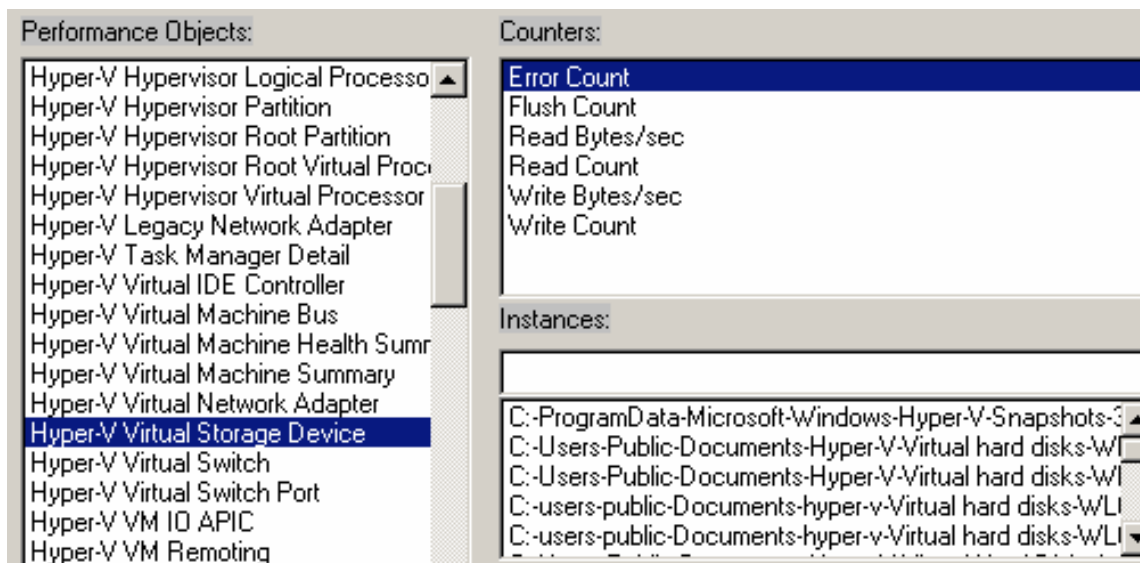 Performance Objects:
Hyper-V Hypervisor Logical Processo
Hyper-V Hypervisor Partition
Hyper-V Hypervisor Root Partition
Hyper-V Hypervisor Root Virtual Proc
Hyper-V Hypervisor Virtual Processor
Hyper-V Legacy Network Adapter
Hyper-V Task Manager Detail
Hyper-V Virtual IDE Controller
Hyper-V Virtual Machine Bus
Hyper-V Virtual Machine Health Summ
Hyper-V Virtual Machine Summary
Hyper-V Virtual Network Adapter
Hyper-V Virtual Storage Device
Hyper-V Virtual Switch
Hyper-V Virtual Switch Port
Hyper-V VM IO APIC
Hyper-V VM Remoting
Counters:
Error Count
Flush Count
Read Bytes/sec
Read Count
Write Bytes/sec
Write Count
Instances:
C:-ProgramData-Microsoft-Windows-Hyper-V-Snapshots-3
C:-Users-Public-Documents-Hyper-V-Virtual hard disks-Wl
C:-Users-Public-Documents-Hyper-V-Virtual hard disks-Wl
C:-users-public-Documents-hyper-v-Virtual hard disks-WL
C:-users-public-Documents-hyper-v-Virtual hard disks-WL